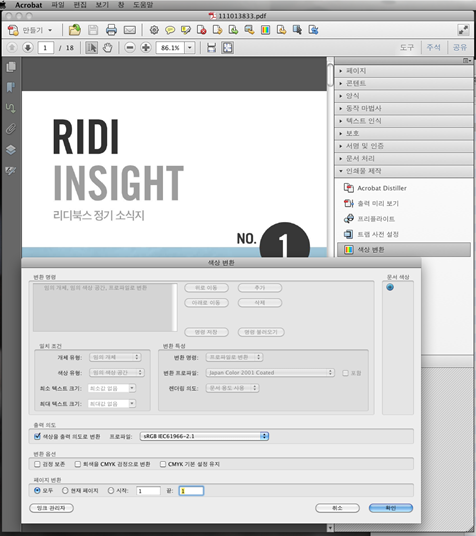 Acrobat 파일 편집 보기 창 도움말
111013833.pdf
만들기
1 / 18 86.1% 도구 주석 공유
페이지
콘텐트
양식
동작 마법사
텍스트 인식
보호
서명 및 인증
문서 처리
인쇄물 제작
Acrobat Distiller
출력 미리 보기
프리플라이트
트랩 사전 설정
색상 변환
RIDI
INSIGHT
리디북스 정기 소식지
NO. 1
색상 변환
변환 명령 문서 색상
임의 개체, 임의 색상 공간, 프로파일로 변환
위로 이동 추가
아래로 이동 삭제
명령 저장 명령 불러오기
일치 조건 변환 특성
개체 유형: 임의 개체 변환 명령: 프로파일로 변환
색상 유형: 임의 색상 공간 변환 프로파일: Japan Color 2001 Coated 포함
최소 텍스트 크기: 최소값 없음 렌더링 의도: 문서 용도 사용
최대 텍스트 크기: 최대값 없음
출력 의도
색상을 출력 의도로 변환 프로파일: sRGB IEC61966-2.1
변환 옵션
검정 보존 회색을 CMYK 검정으로 변환 CMYK 기본 설정 유지
페이지 변환
모두 현재 페이지 시작: 1 끝: 1
잉크 관리자 취소 확인